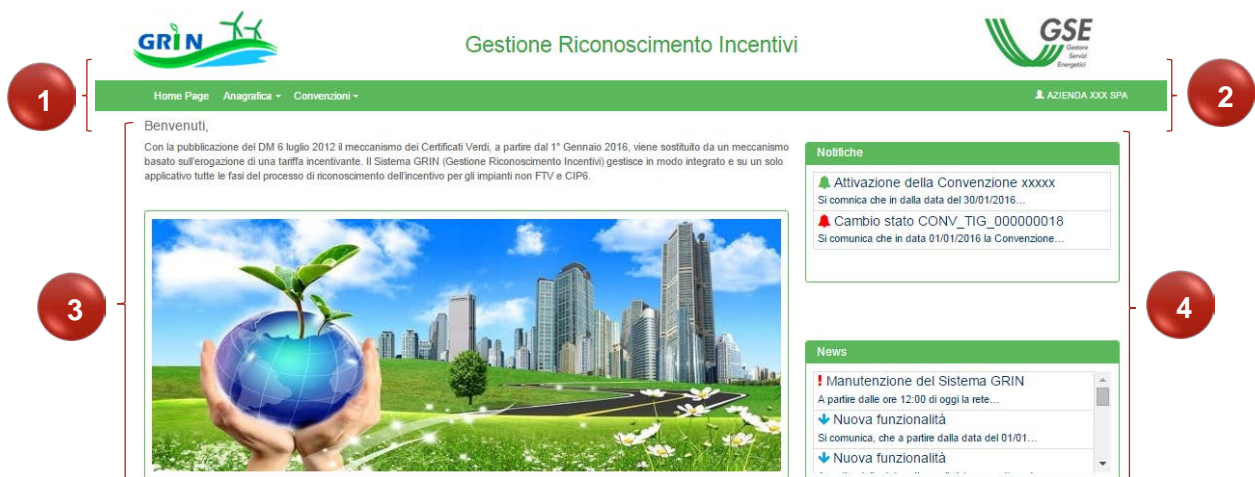 GRÌN
Gestione Riconoscimento Incentivi
GSE
Gestore
Servizi
Energetici
1
2
Home Page Anagrafica Convenzioni
AZIENDA XXX SPA
Benvenuti,
Con la pubblicazione del DM 6 luglio 2012 il meccanismo dei Certificati Verdi, a partire dal 1° Gennaio 2016, viene sostituito da un meccanismo
basato sull'erogazione di una tariffa incentivante. Il Sistema GRIN (Gestione Riconoscimento Incentivi) gestisce in modo integrato e su un solo
applicativo tutte le fasi del processo di riconoscimento dell'incentivo per gli impianti non FTV e CIP6.
3
4
Notifiche
Attivazione della Convenzione xxxxx
Si comnica che in dalla data del 30/01/2016...
Cambio stato CONV_TIG_000000018
Si comunica che in data 01/01/2016 la Convenzione...
News
! Manutenzione del Sistema GRIN
A partire dalle ore 12:00 di oggi la rete...
Nuova funzionalità
Si comunica, che a partire dalla data del 01/01...
Nuova funzionalità